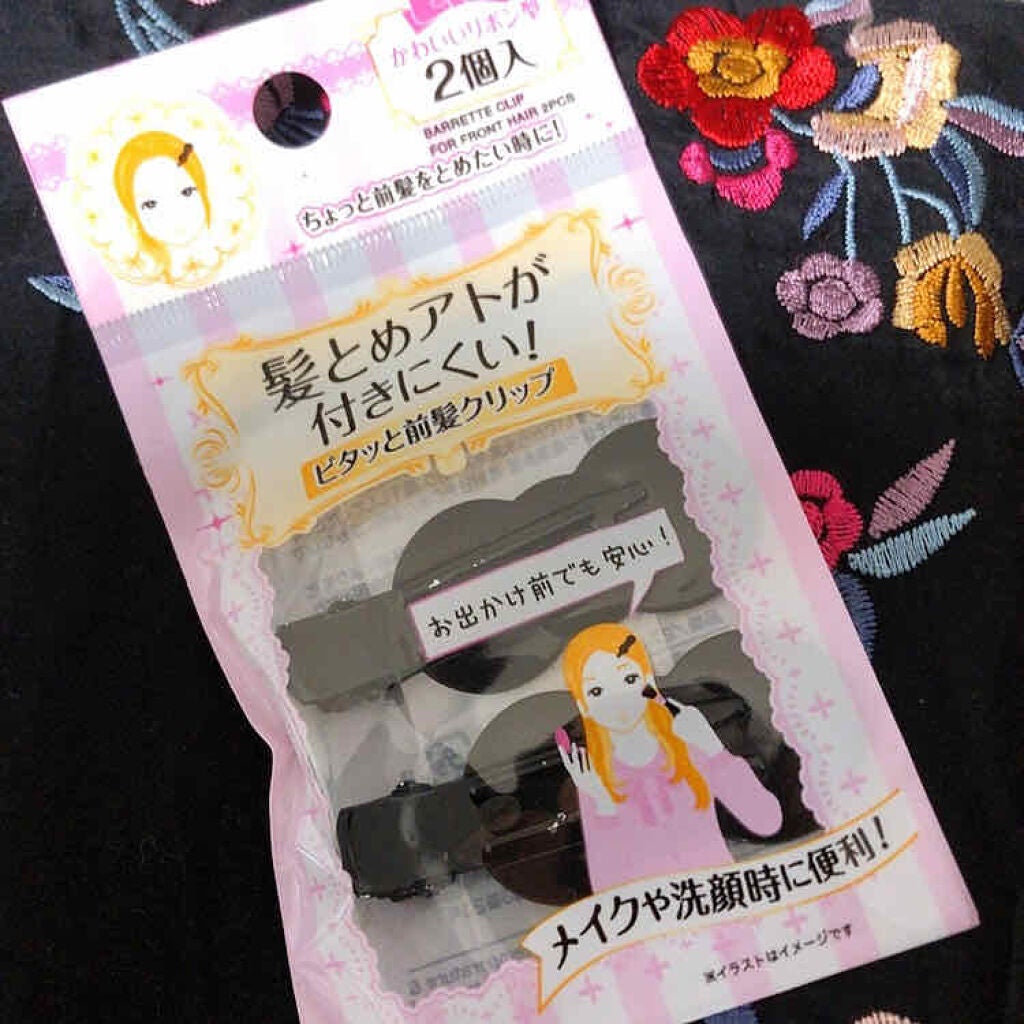 かわいいリボン型
2個入
BARRETTE CLIP
FOR FRONT HAIR 2PCS
ちょっと前髪をとめたい時に!
髪とめアトが
付きにくい!
ピタッと前髪クリップ
お出かけ前でも安心!
メイクや洗顔時に便利!
※イラストはイメージです